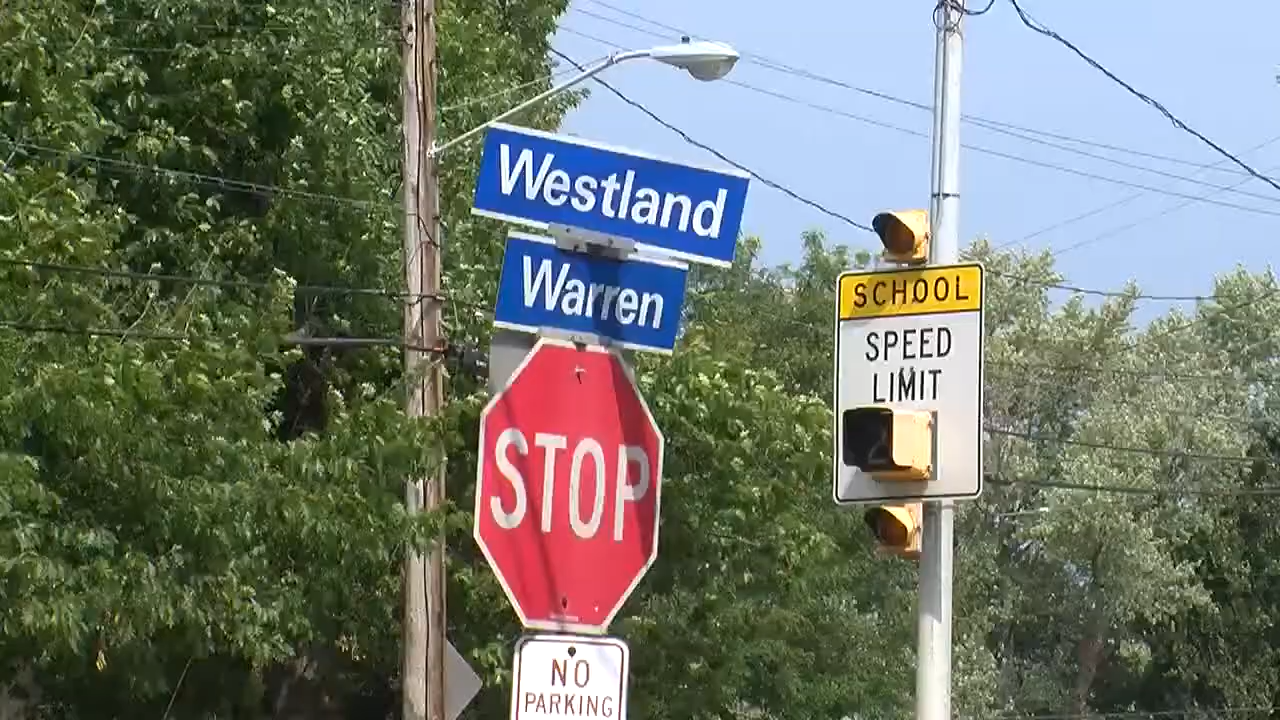 Westland
Warren
STOP
NO
PARKING
SCHOOL
SPEED
LIMIT